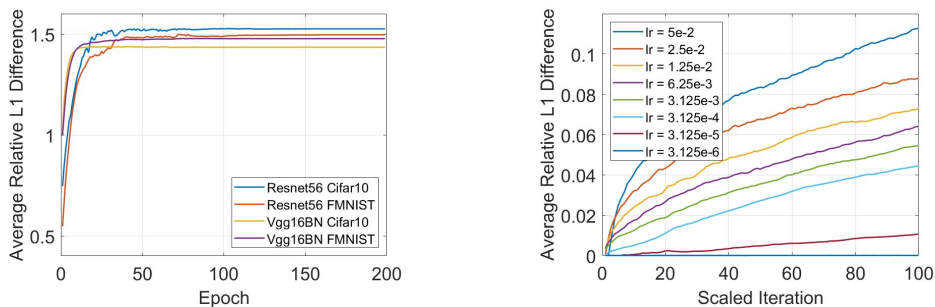 Average Relative L1 Difference
1.5
1
0.5
0
50
100
150
200
Epoch
Resnet56 Cifar10
Resnet56 FMNIST
Vgg16BN Cifar10
Vgg16BN FMNIST
Average Relative L1 Difference
0.1
0.08
0.06
0.04
0.02
0
0
20
40
60
80
100
Scaled Iteration
lr = 5e-2
lr = 2.5e-2
lr = 1.25e-2
lr = 6.25e-3
lr = 3.125e-3
lr = 3.125e-4
lr = 3.125e-5
lr = 3.125e-6